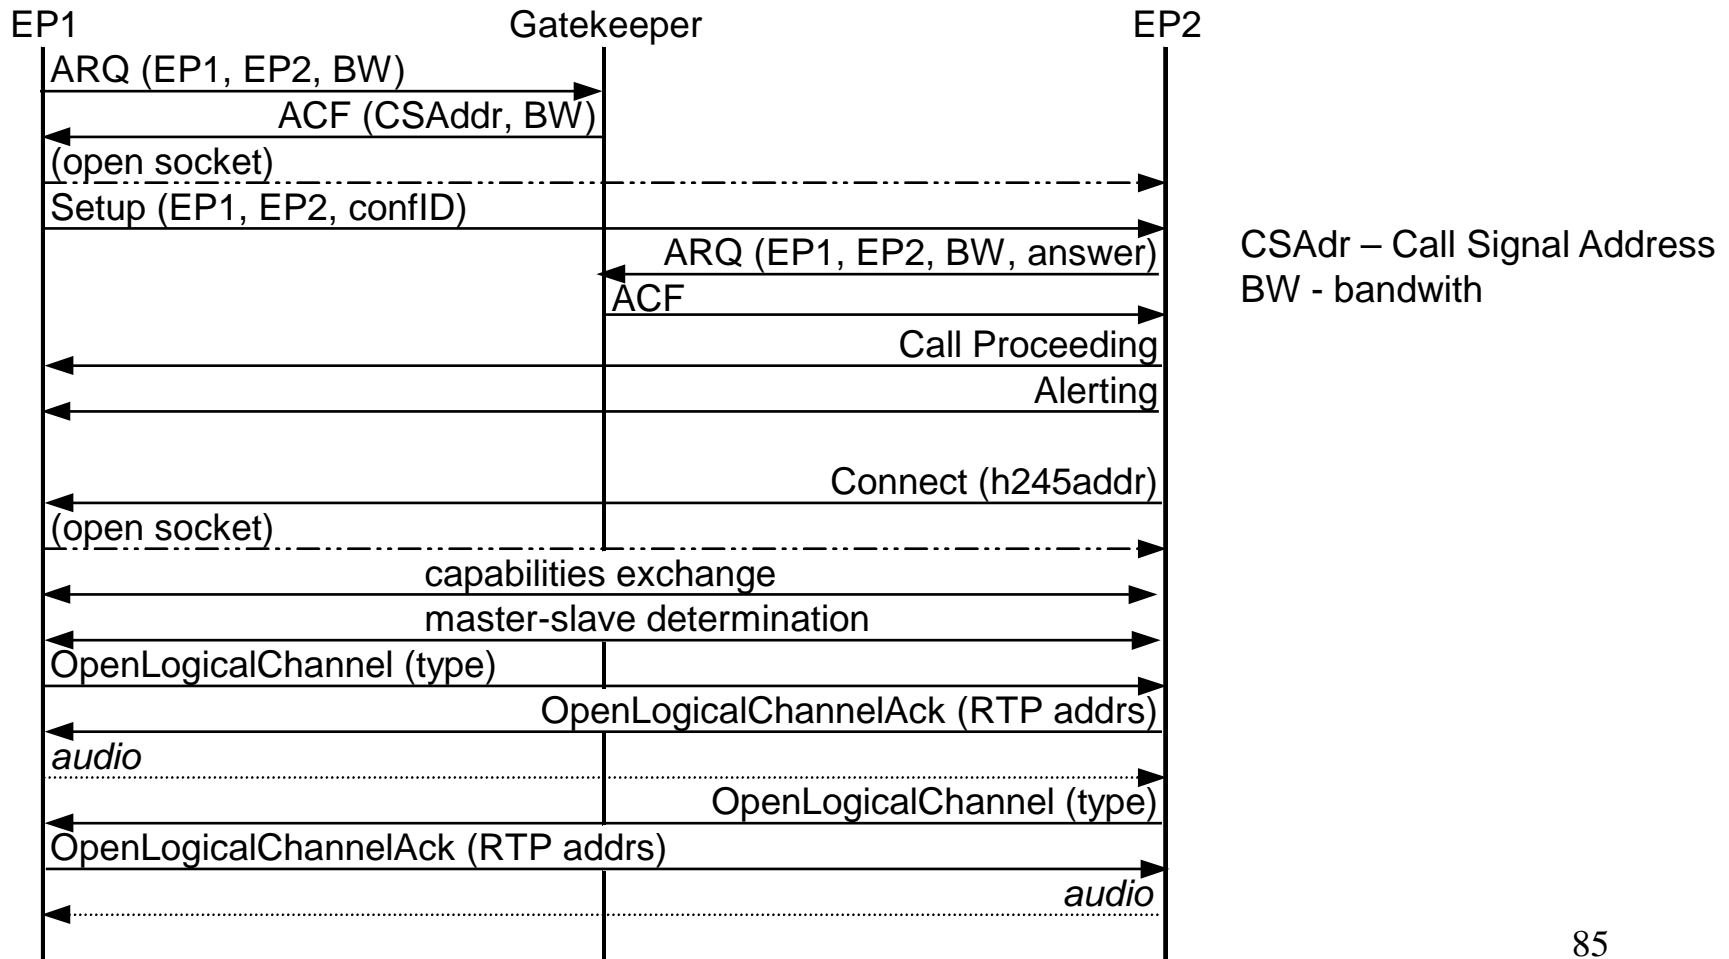 EP1 Gatekeeper EP2
ARQ (EP1, EP2, BW)
ACF (CSAddr, BW)
(open socket)
Setup (EP1, EP2, confID)
ARQ (EP1, EP2, BW, answer)
CSAdr – Call Signal Address
BW - bandwith
ACF
Call Proceeding
Alerting
Connect (h245addr)
(open socket)
capabilities exchange
master-slave determination
OpenLogicalChannel (type)
OpenLogicalChannelAck (RTP addrs)
audio
OpenLogicalChannel (type)
OpenLogicalChannelAck (RTP addrs)
audio
85